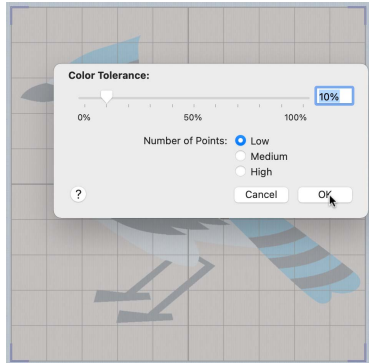 Color Tolerance:
10%
0% 50% 100%
Number of Points: Low
Medium
High
?
Cancel OK